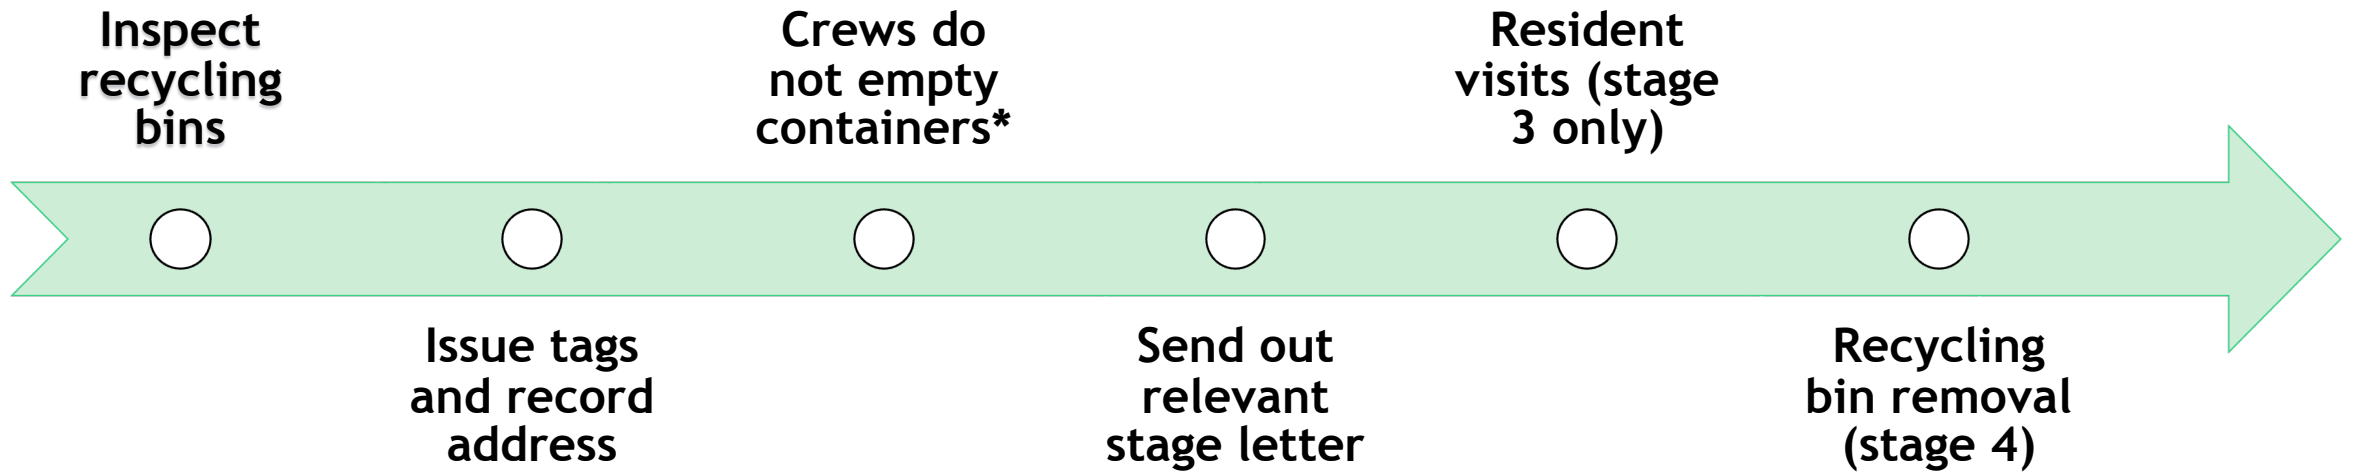 Inspect
recycling
bins
Issue tags
and record
address
Crews do
not empty
containers*
Send out
relevant
stage letter
Resident
visits (stage
3 only)
Recycling
bin removal
(stage 4)